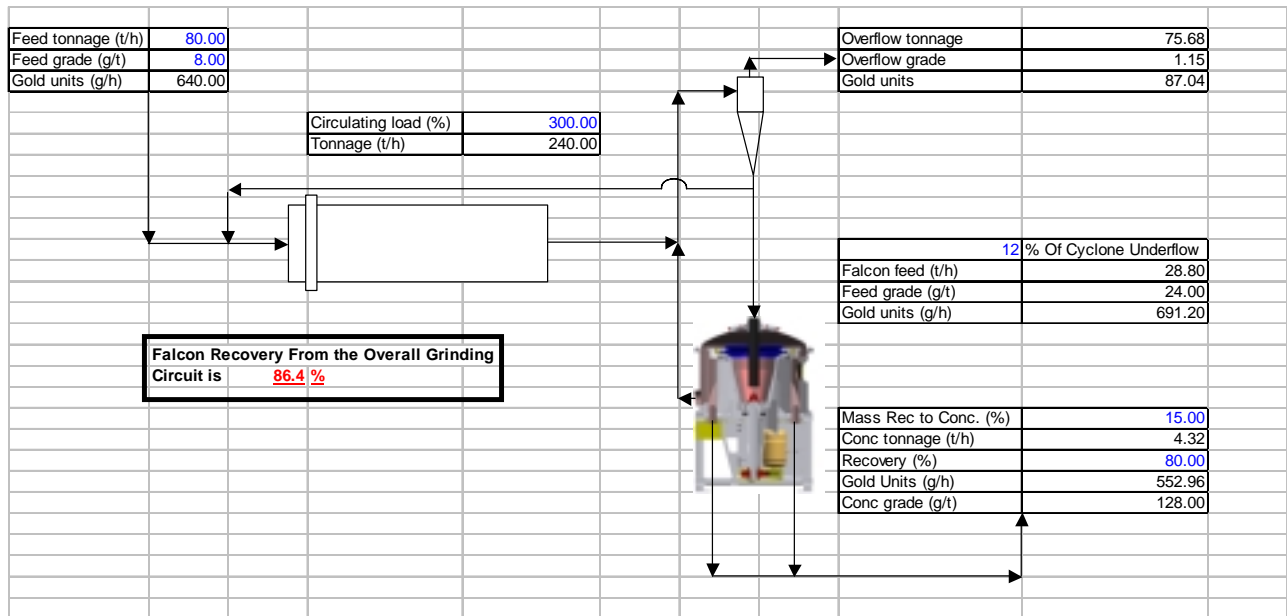 Feed tonnage (t/h) 80.00
Feed grade (g/t) 8.00
Gold units (g/h) 640.00
Overflow tonnage 75.68
Overflow grade 1.15
Gold units 87.04
Circulating load (%) 300.00
Tonnage (t/h) 240.00
12 % Of Cyclone Underflow
Falcon feed (t/h) 28.80
Feed grade (g/t) 24.00
Gold units (g/h) 691.20
Falcon Recovery From the Overall Grinding
Circuit is 86.4 %
Mass Rec to Conc. (%) 15.00
Conc tonnage (t/h) 4.32
Recovery (%) 80.00
Gold Units (g/h) 552.96
Conc grade (g/t) 128.00